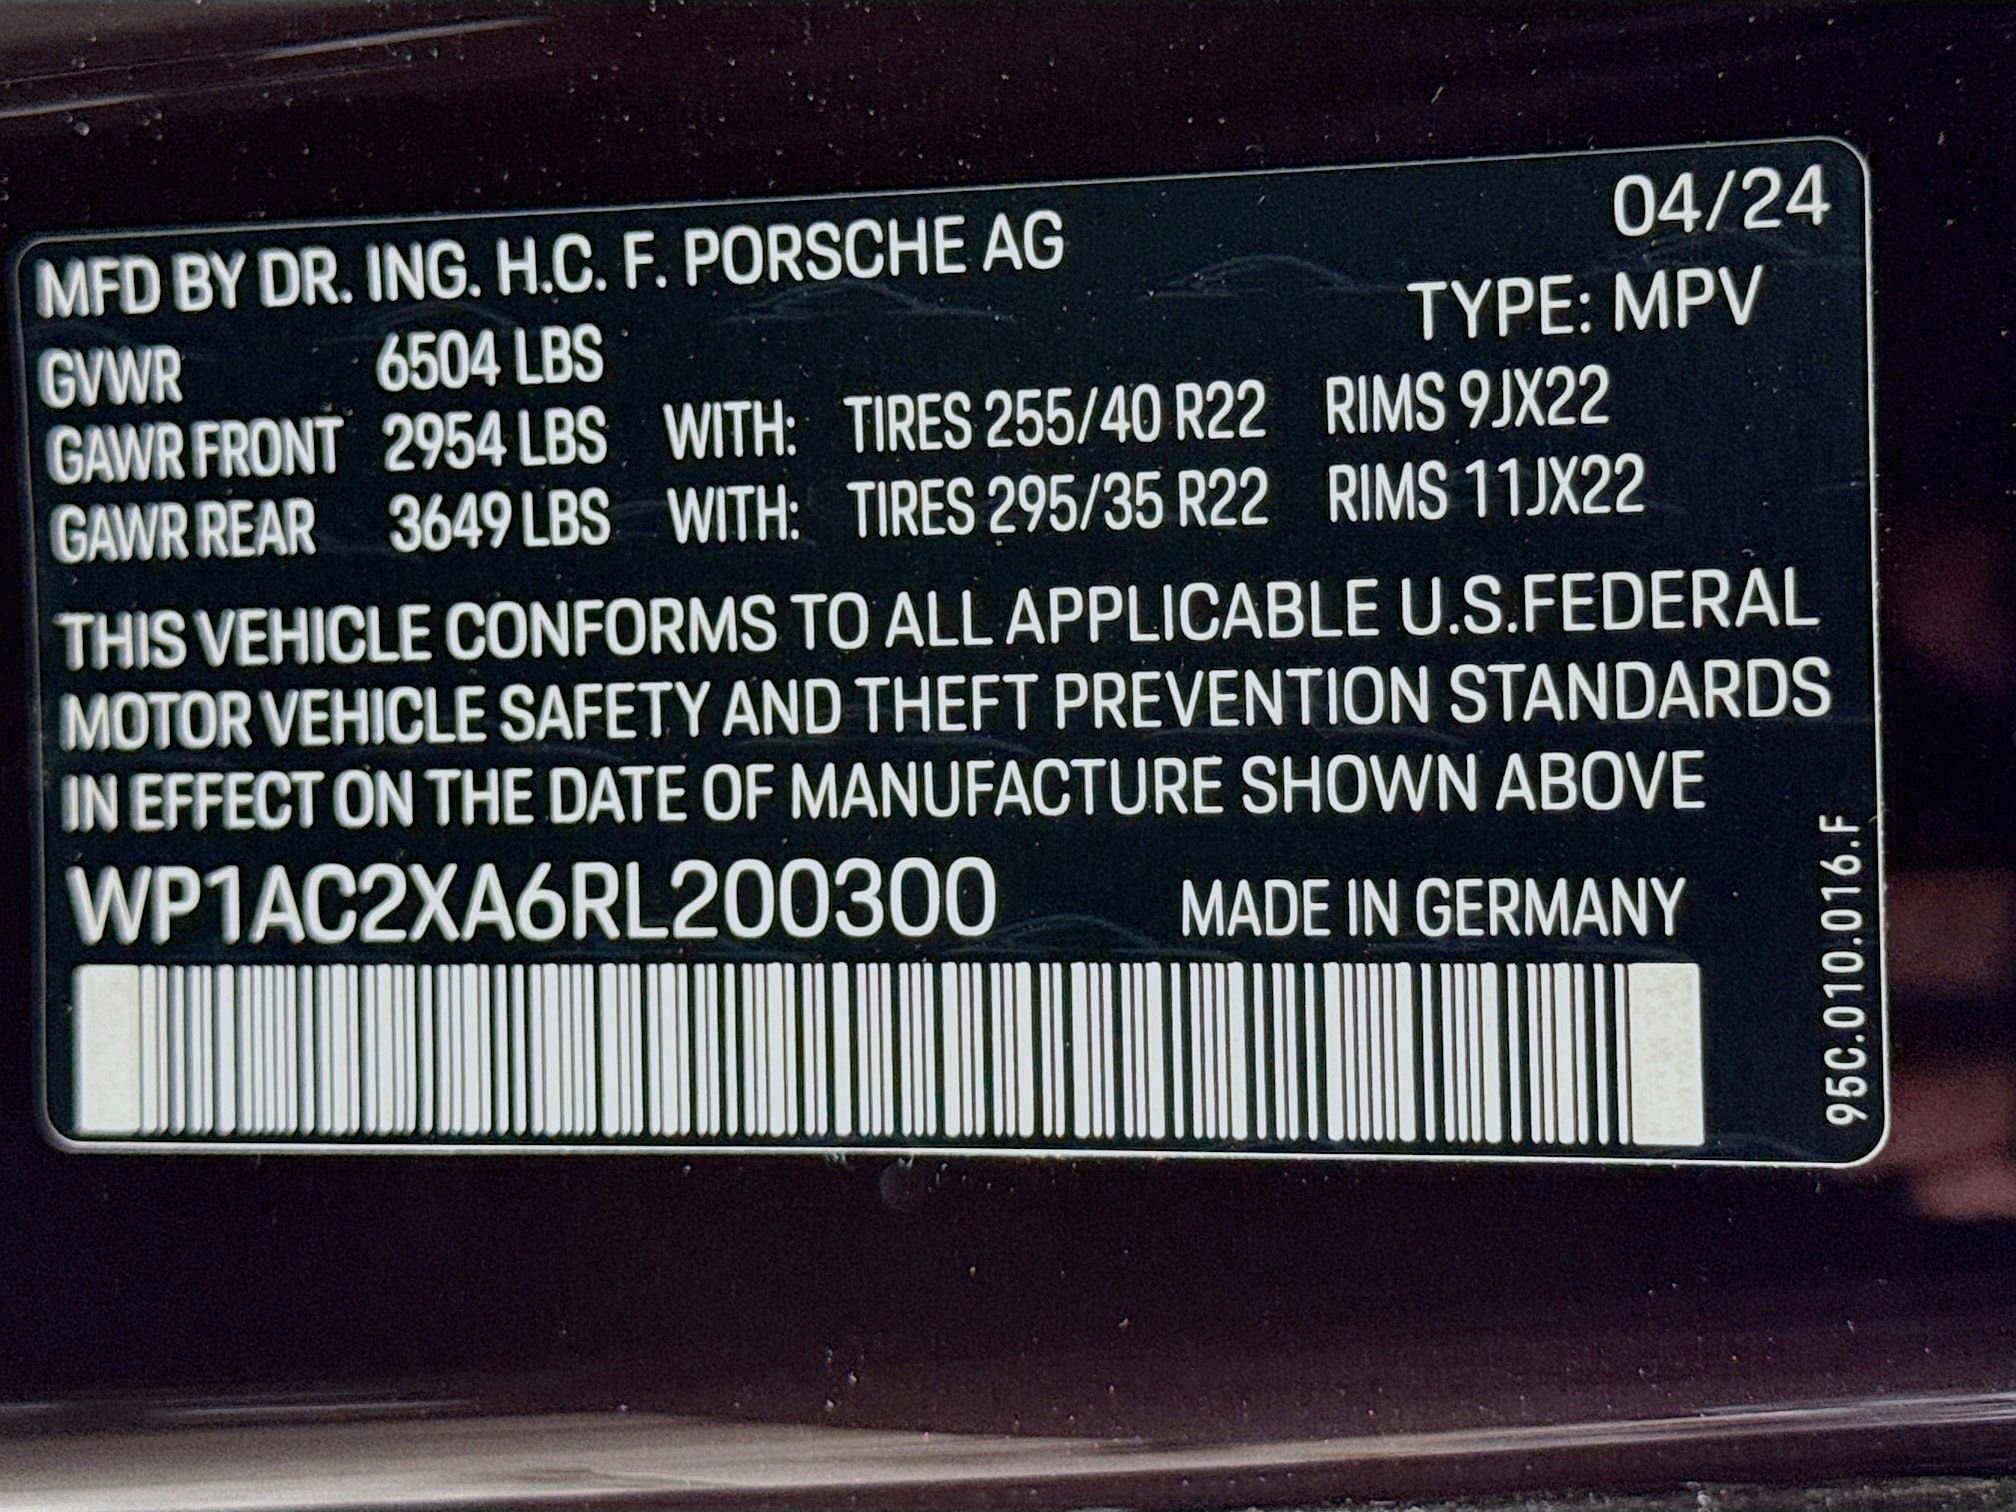 04/24
MFD BY DR. ING. H.C. F. PORSCHE AG
TYPE: MPV
GVWR 6504 LBS
GAWR FRONT 2954 LBS WITH: TIRES 255/40 R22 RIMS 9JX22
GAWR REAR 3649 LBS WITH: TIRES 295/35 R22 RIMS 11JX22
THIS VEHICLE CONFORMS TO ALL APPLICABLE U.S.FEDERAL
MOTOR VEHICLE SAFETY AND THEFT PREVENTION STANDARDS
IN EFFECT ON THE DATE OF MANUFACTURE SHOWN ABOVE
WP1AC2XA6RL200300 MADE IN GERMANY
95C.010.016.F